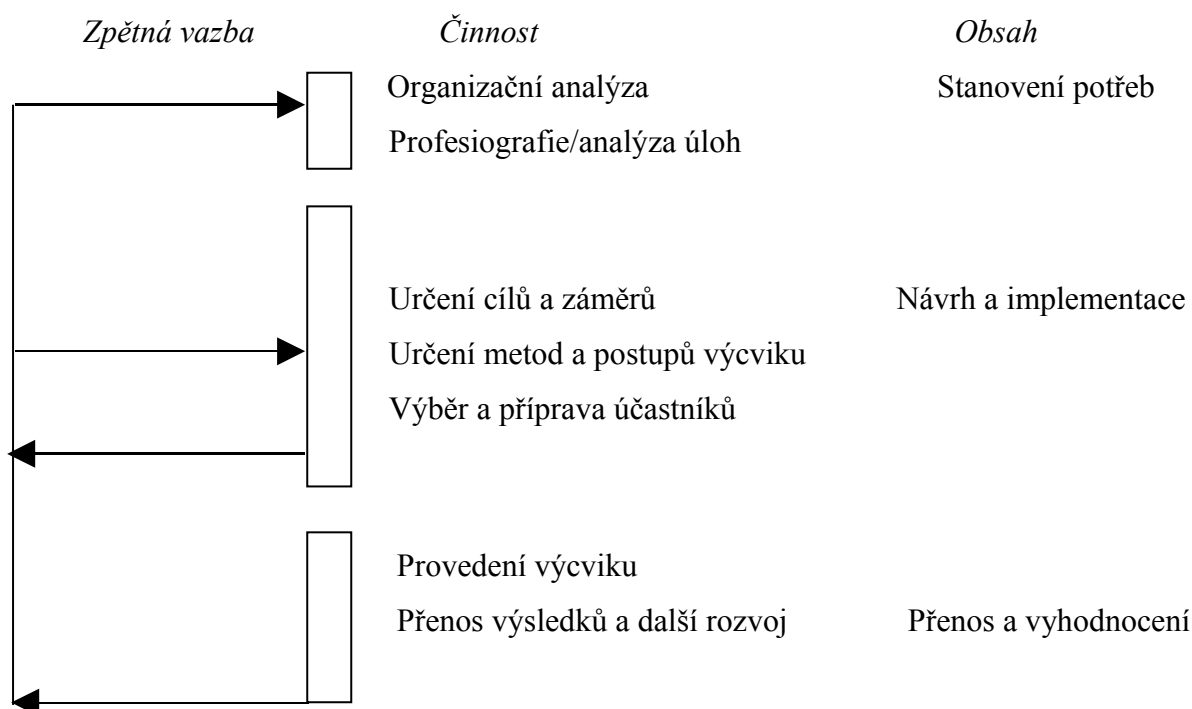 Zpětná vazba Činnost Obsah
Organizační analýza Stanovení potřeb
Profesiografie/analýza úloh
Určení cílů a záměrů Návrh a implementace
Určení metod a postupů výcviku
Výběr a příprava účastníků
Provedení výcviku
Přenos výsledků a další rozvoj Přenos a vyhodnocení